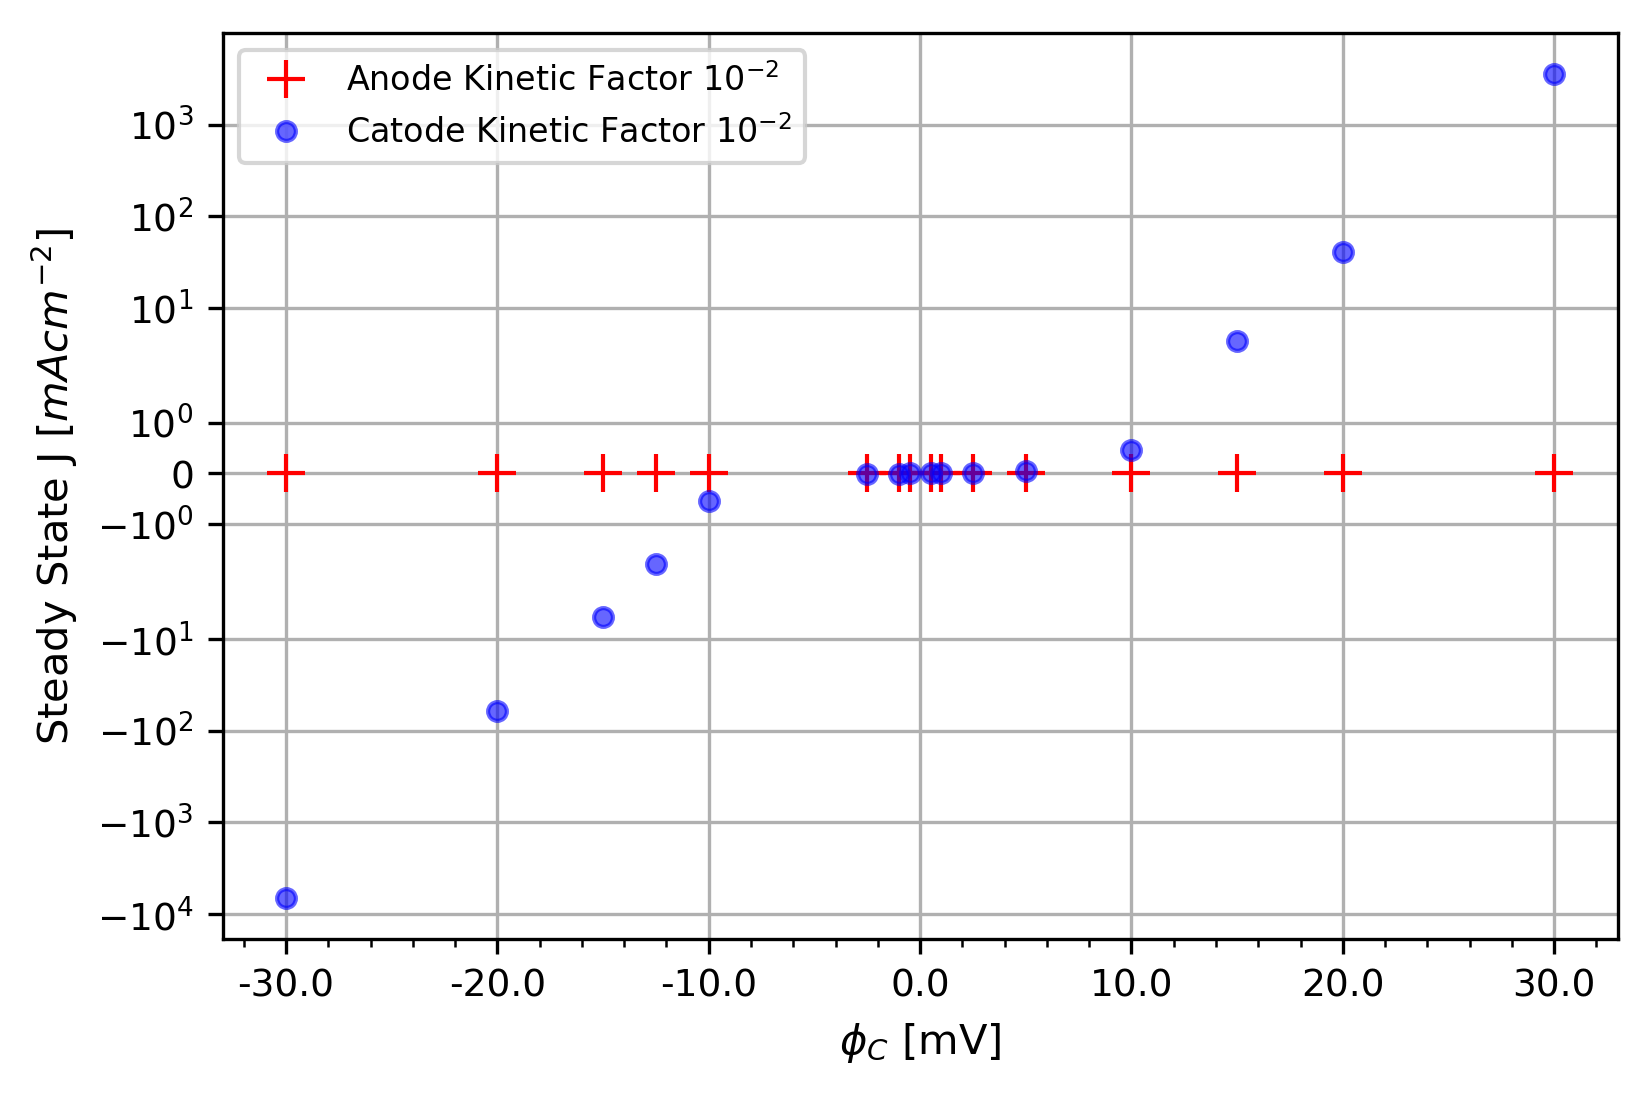 Anode Kinetic Factor 10⁻²
Catode Kinetic Factor 10⁻²
Steady State J [mAcm⁻²]
10³
10²
10¹
10⁰
0
−10⁰
−10¹
−10²
−10³
−10⁴
-30.0 -20.0 -10.0 0.0 10.0 20.0 30.0
ϕ_C [mV]